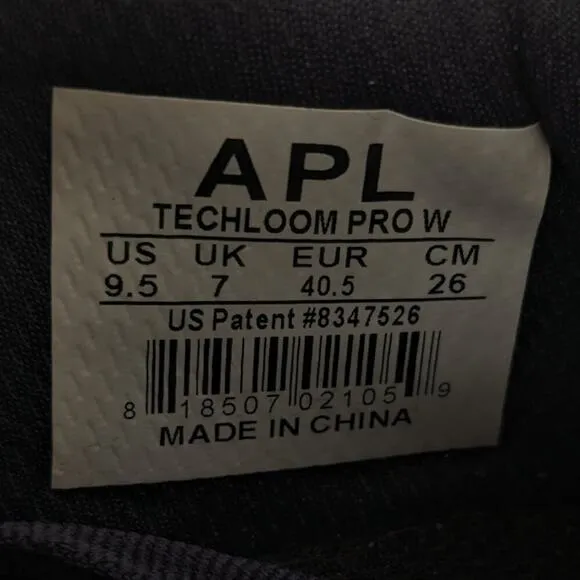 APL
TECHLOOM PRO W
US UK EUR CM
9.5 7 40.5 26
US Patent #8347526
8 18507 02105 9
MADE IN CHINA